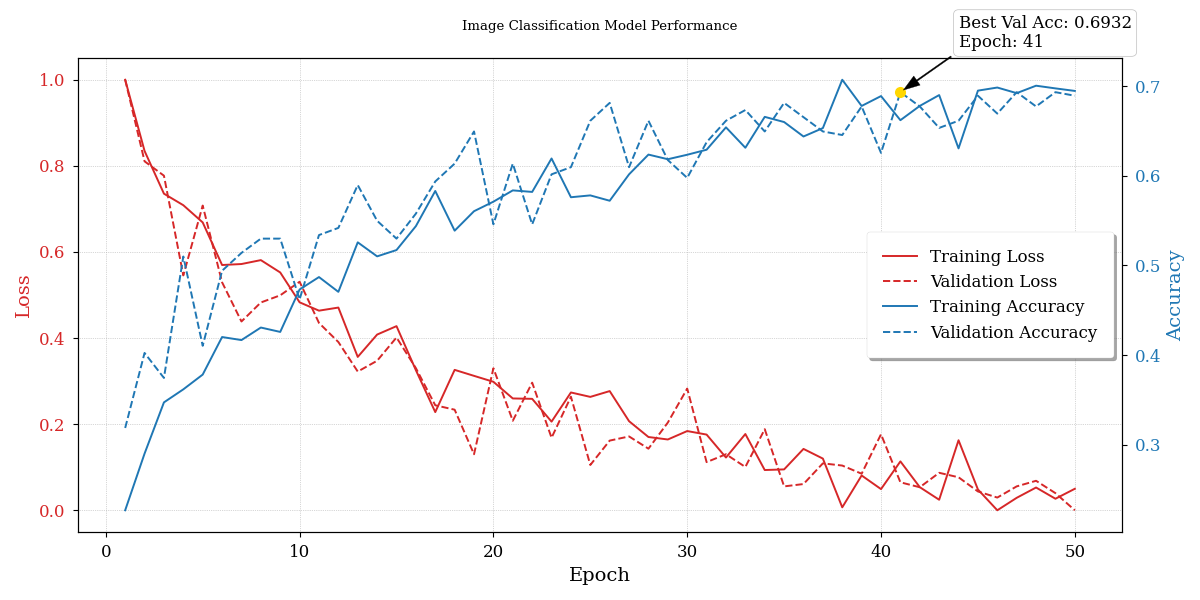 Image Classification Model Performance
Best Val Acc: 0.6932
Epoch: 41
1.0
0.8
0.6
0.4
0.2
0.0
Loss
0.7
0.6
0.5
0.4
0.3
Accuracy
Training Loss
Validation Loss
Training Accuracy
Validation Accuracy
0
10
20
30
40
50
Epoch